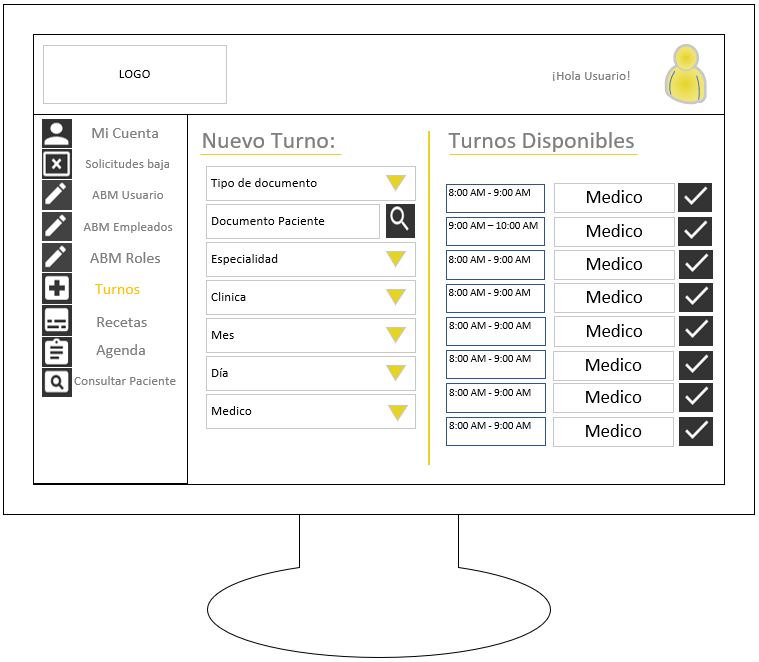 LOGO
¡Hola Usuario!
Mi Cuenta
Solicitudes baja
ABM Usuario
ABM Empleados
ABM Roles
Turnos
Recetas
Agenda
Consultar Paciente
Nuevo Turno:
Tipo de documento
Documento Paciente
Especialidad
Clinica
Mes
Día
Medico
Turnos Disponibles
8:00 AM - 9:00 AM Medico
9:00 AM – 10:00 AM Medico
8:00 AM - 9:00 AM Medico
8:00 AM - 9:00 AM Medico
8:00 AM - 9:00 AM Medico
8:00 AM - 9:00 AM Medico
8:00 AM - 9:00 AM Medico
8:00 AM - 9:00 AM Medico